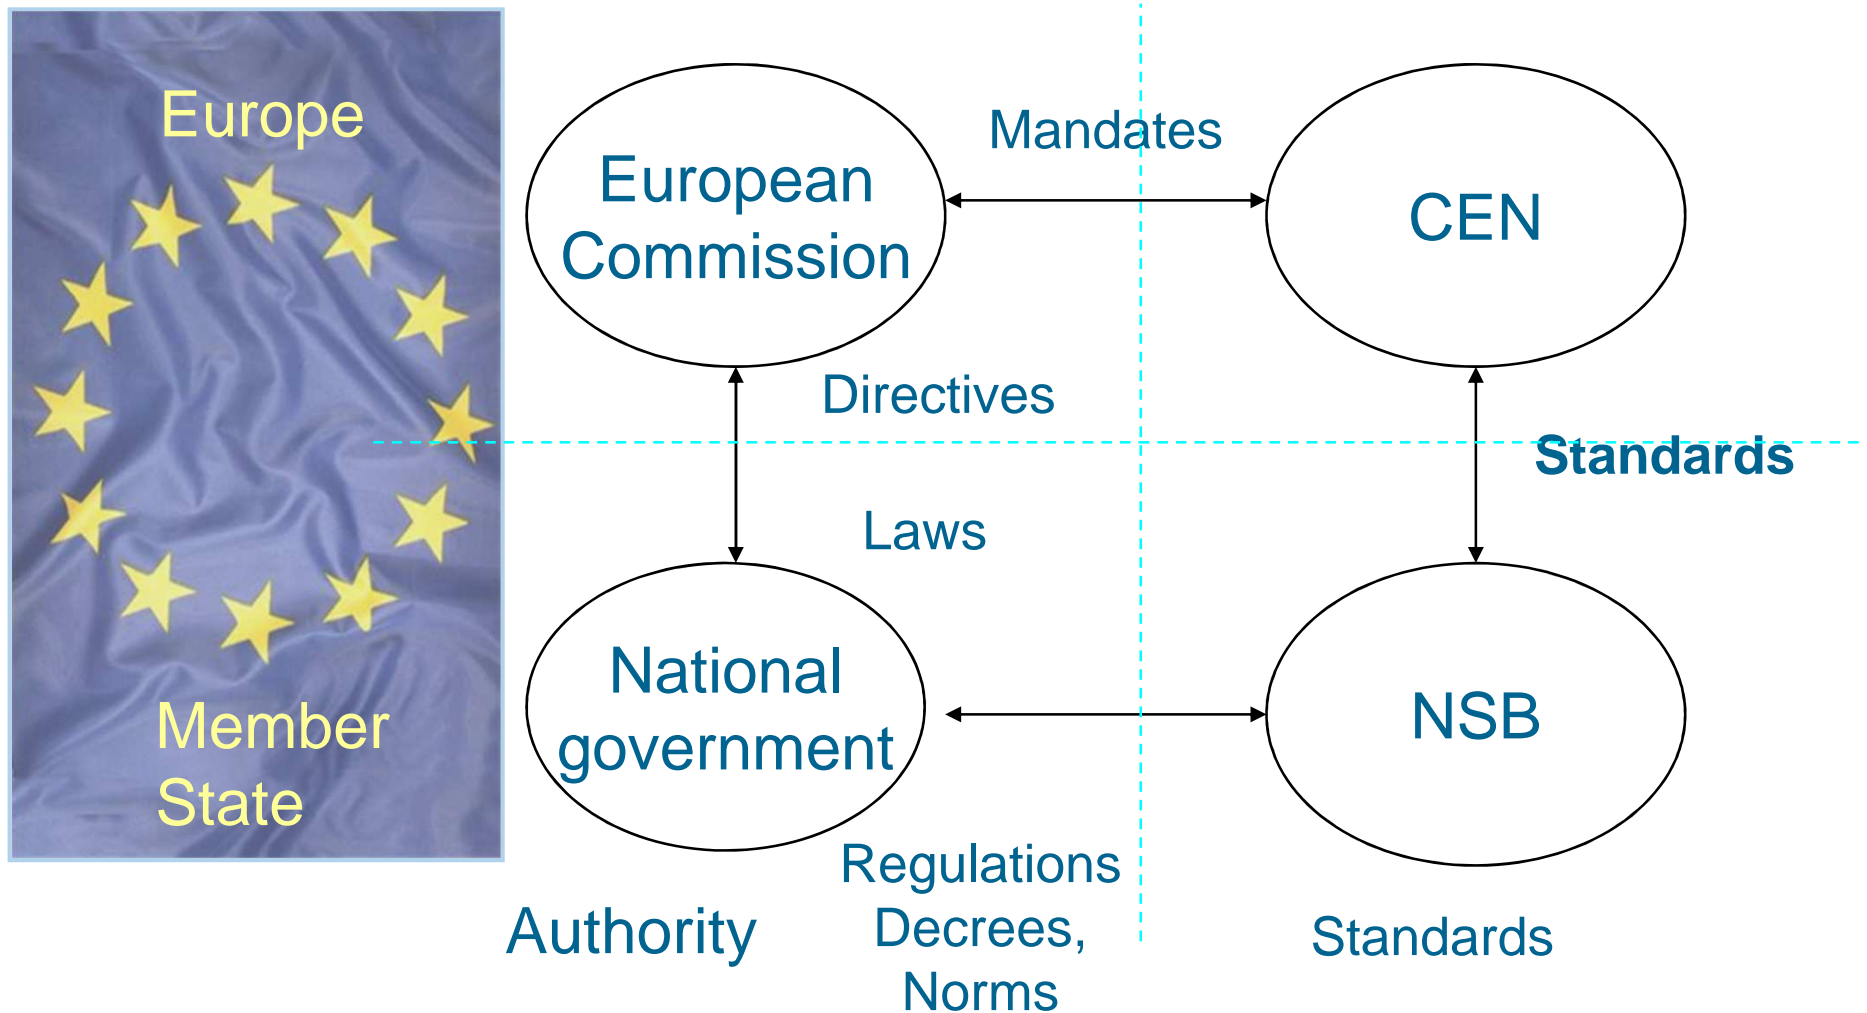 Europe
European
Commission
Mandates
CEN
Directives
Standards
Laws
Member
State
National
government
NSB
Authority
Regulations
Decrees,
Norms
Standards